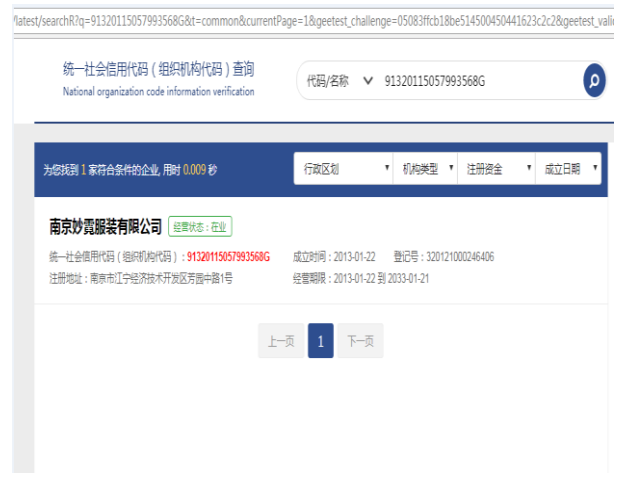 /latest/searchR?q=91320115057993568G&t=common&currentPage=1&geetest_challenge=05083ffcb18be514500450441623c2c2&geetest_vali
统一社会信用代码（组织机构代码）查询
National organization code information verification
代码/名称 91320115057993568G
为您找到 1 家符合条件的企业, 用时 0.009 秒
行政区划 机构类型 注册资金 成立日期
南京妙霓服装有限公司 经营状态：在业
统一社会信用代码（组织机构代码）: 91320115057993568G 成立时间：2013-01-22 登记号：320121000246406
注册地址：南京市江宁经济技术开发区芳园中路1号 经营期限：2013-01-22 到 2033-01-21
上一页 1 下一页